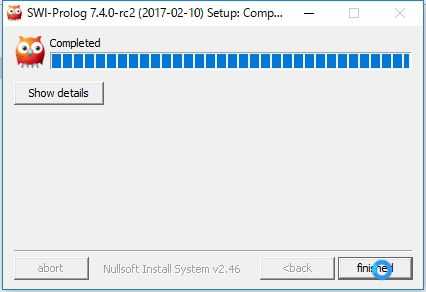 SWI-Prolog 7.4.0-rc2 (2017-02-10) Setup: Comp...
Completed
Show details
abort
Nullsoft Install System v2.46
<back
finished